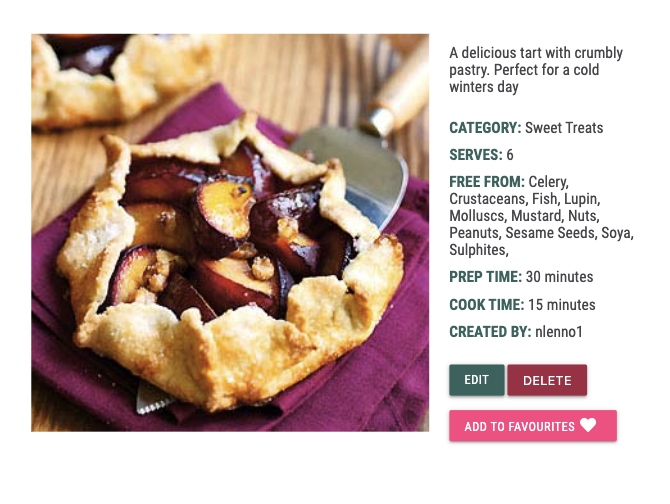 A delicious tart with crumbly
pastry. Perfect for a cold
winters day
CATEGORY: Sweet Treats
SERVES: 6
FREE FROM: Celery,
Crustaceans, Fish, Lupin,
Molluscs, Mustard, Nuts,
Peanuts, Sesame Seeds, Soya,
Sulphites,
PREP TIME: 30 minutes
COOK TIME: 15 minutes
CREATED BY: nlenno1
EDIT
DELETE
ADD TO FAVOURITES